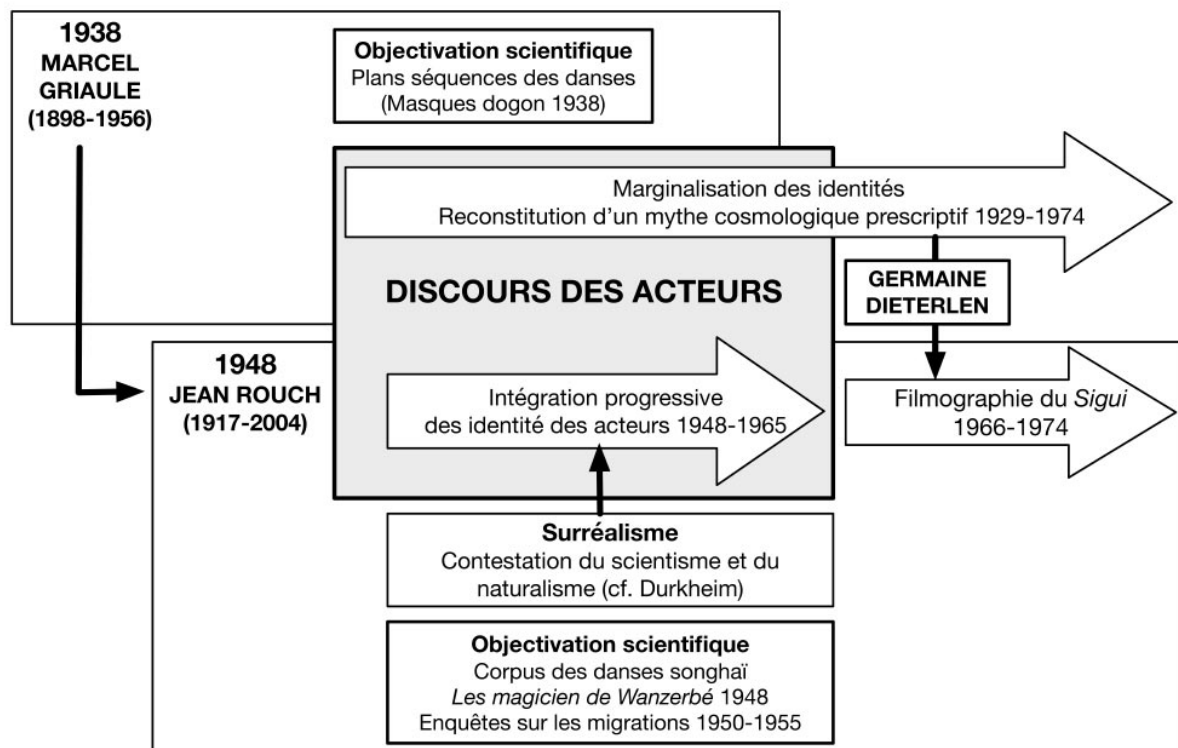 1938
MARCEL
GRIAULE
(1898-1956)
Objectivation scientifique
Plans séquences des danses
(Masques dogon 1938)
Marginalisation des identités
Reconstitution d’un mythe cosmologique prescriptif 1929-1974
DISCOURS DES ACTEURS
GERMAINE
DIETERLEN
1948
JEAN ROUCH
(1917-2004)
Intégration progressive
des identité des acteurs 1948-1965
Filmographie du Sigui
1966-1974
Surréalisme
Contestation du scientisme et du
naturalisme (cf. Durkheim)
Objectivation scientifique
Corpus des danses songhaï
Les magicien de Wanzerbé 1948
Enquêtes sur les migrations 1950-1955